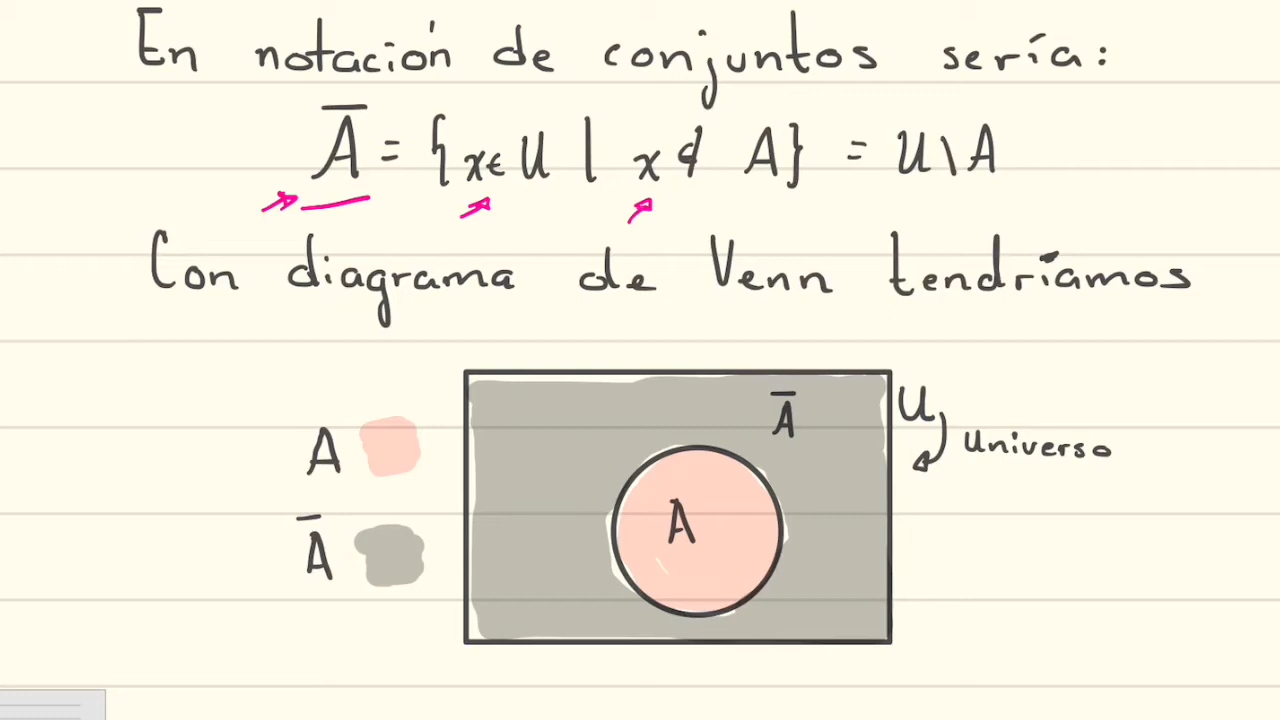 En notación de conjuntos sería:
Ā = {x ∈ U | x ∉ A} = U \ A
Con diagrama de Venn tendríamos
Ā
U
A
Universo
A
Ā